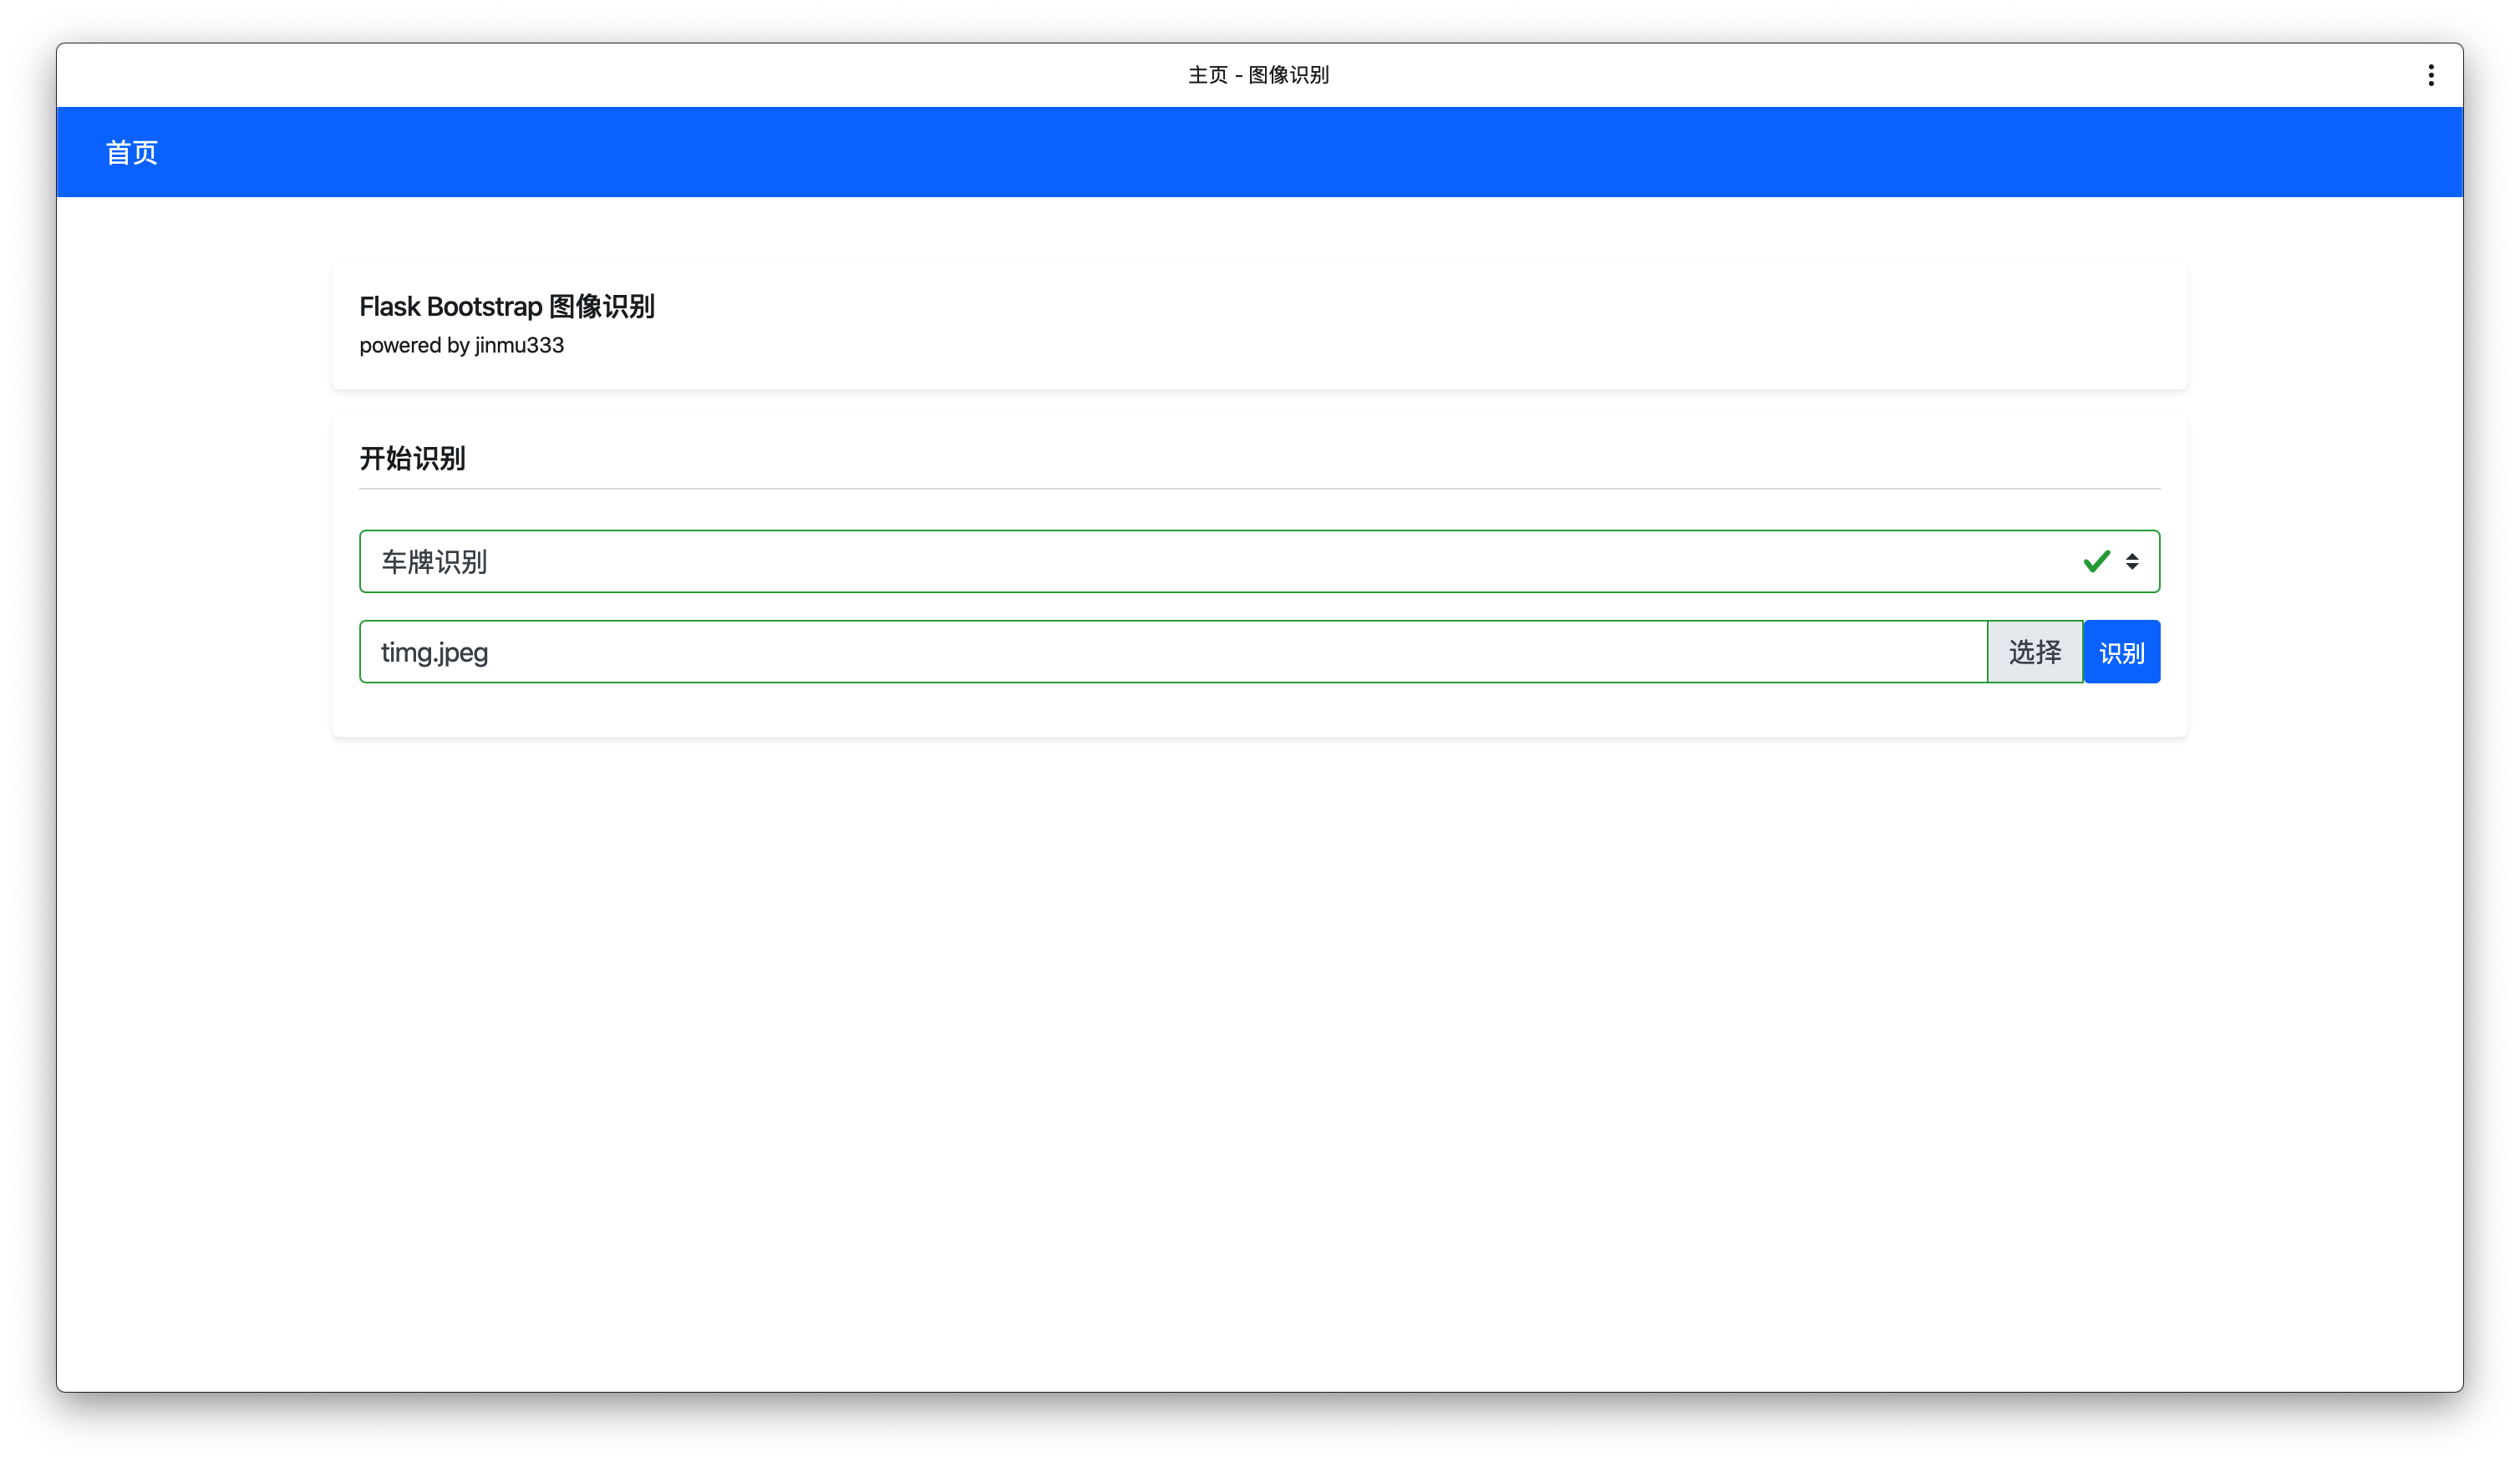 主页 - 图像识别
首页
Flask Bootstrap 图像识别
powered by jinmu333
开始识别
车牌识别
timg.jpeg 选择 识别